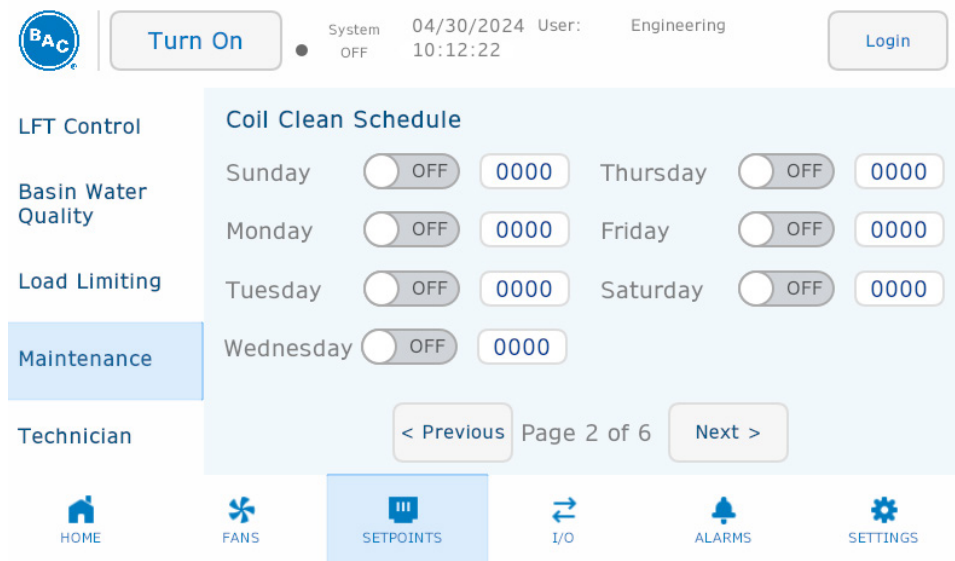 BAC
Turn On
System OFF
04/30/2024 10:12:22
User: Engineering
Login
LFT Control
Basin Water
Quality
Load Limiting
Maintenance
Technician
Coil Clean Schedule
Sunday OFF 0000
Thursday OFF 0000
Monday OFF 0000
Friday OFF 0000
Tuesday OFF 0000
Saturday OFF 0000
Wednesday OFF 0000
< Previous Page 2 of 6 Next >
HOME
FANS
SETPOINTS
I/O
ALARMS
SETTINGS